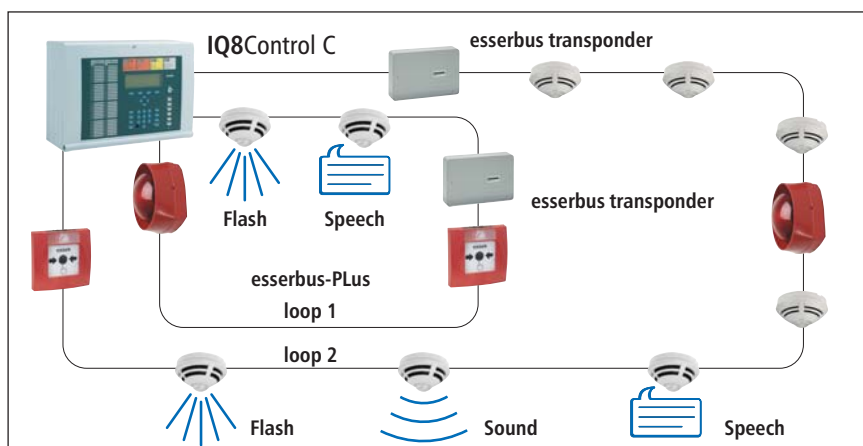 IQ8Control C
esserbus transponder
Flash
Speech
esserbus transponder
esserbus-PLus
loop 1
loop 2
Flash
Sound
Speech